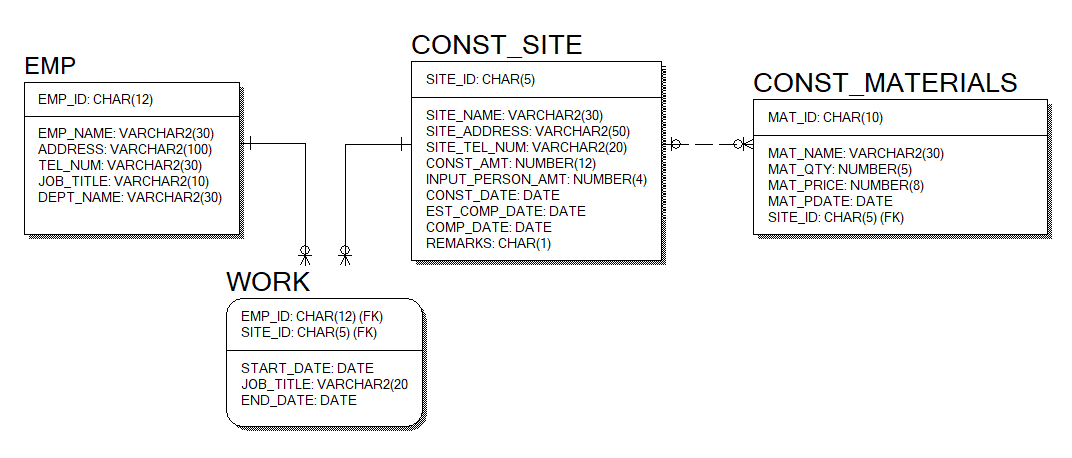 EMP
EMP_ID: CHAR(12)
EMP_NAME: VARCHAR2(30)
ADDRESS: VARCHAR2(100)
TEL_NUM: VARCHAR2(30)
JOB_TITLE: VARCHAR2(10)
DEPT_NAME: VARCHAR2(30)
CONST_SITE
SITE_ID: CHAR(5)
SITE_NAME: VARCHAR2(30)
SITE_ADDRESS: VARCHAR2(50)
SITE_TEL_NUM: VARCHAR2(20)
CONST_AMT: NUMBER(12)
INPUT_PERSON_AMT: NUMBER(4)
CONST_DATE: DATE
EST_COMP_DATE: DATE
COMP_DATE: DATE
REMARKS: CHAR(1)
CONST_MATERIALS
MAT_ID: CHAR(10)
MAT_NAME: VARCHAR2(30)
MAT_QTY: NUMBER(5)
MAT_PRICE: NUMBER(8)
MAT_PDATE: DATE
SITE_ID: CHAR(5) (FK)
WORK
EMP_ID: CHAR(12) (FK)
SITE_ID: CHAR(5) (FK)
START_DATE: DATE
JOB_TITLE: VARCHAR2(20
END_DATE: DATE